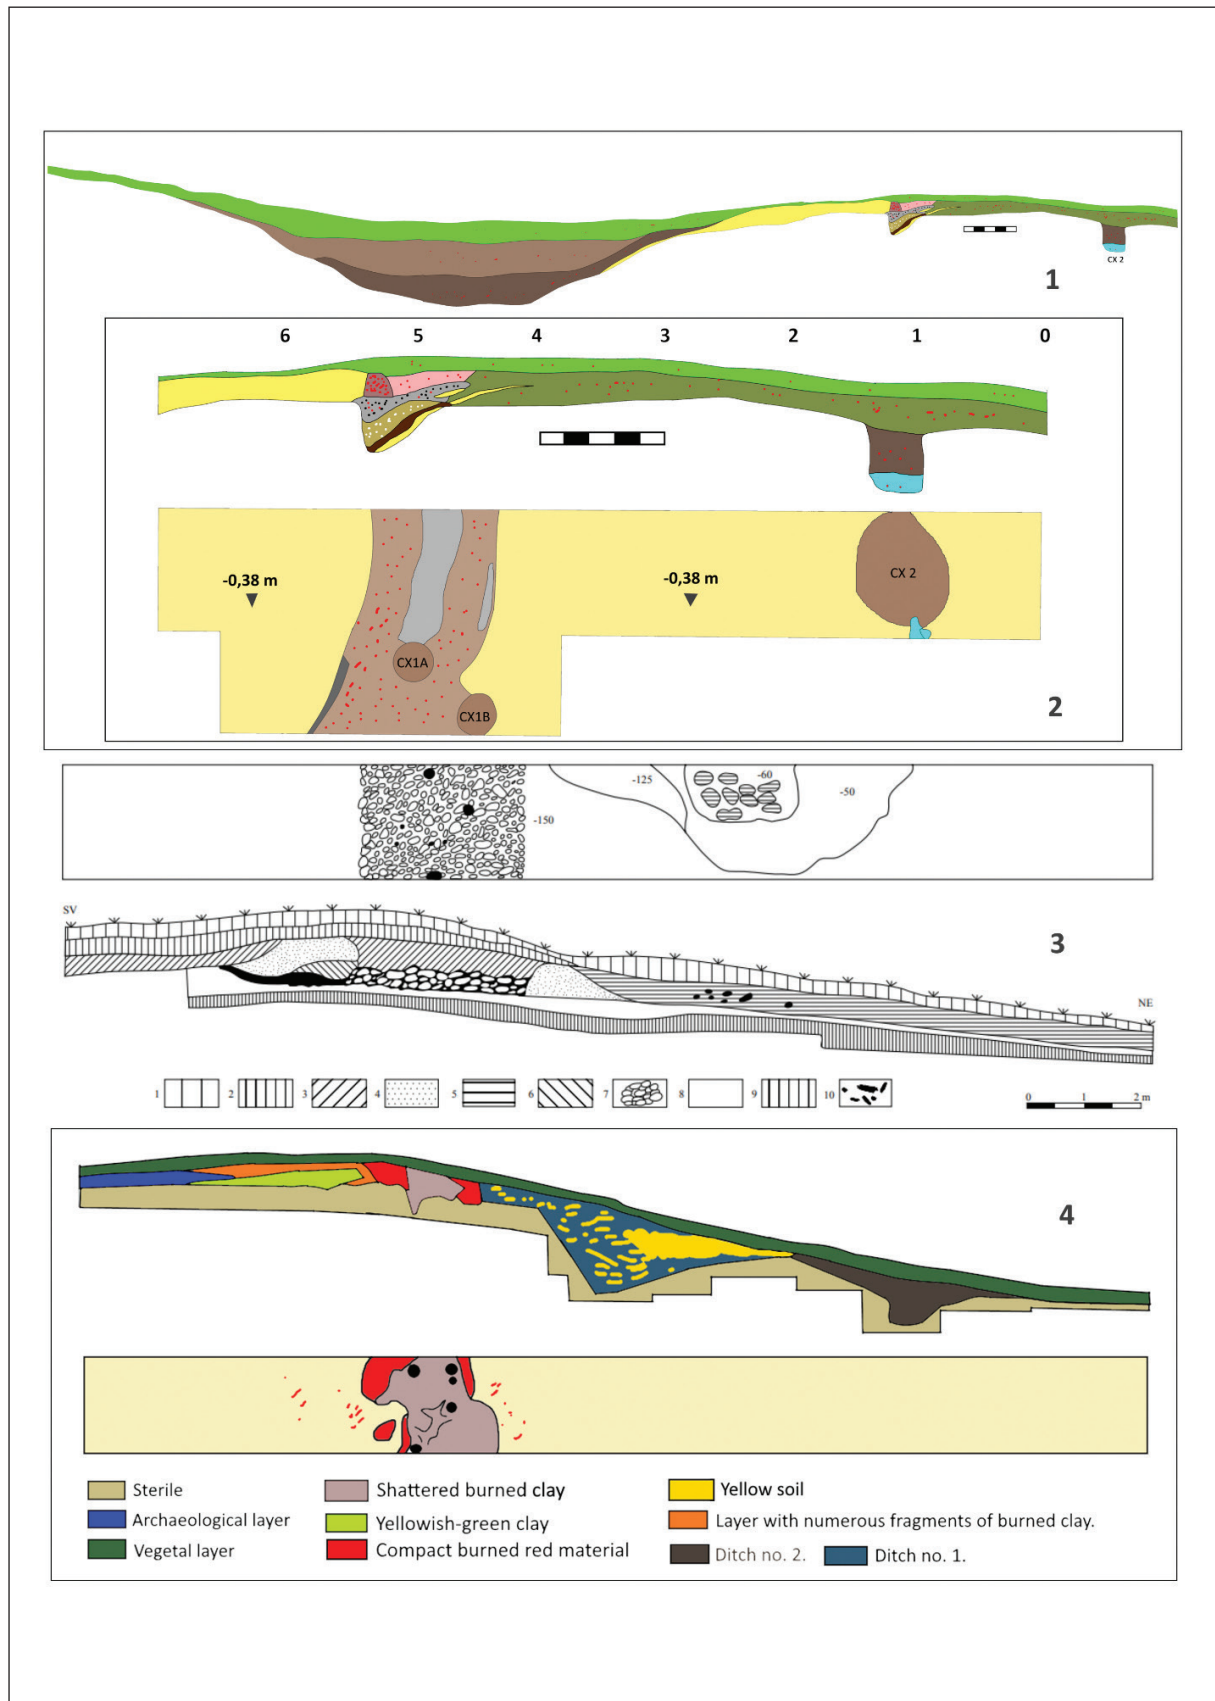 CX 2
1
6 5 4 3 2 1 0
-0,38 m -0,38 m
CX 2
CX1A
CX1B
2
-125 -60 -50
-150
SV
3
NE
1 2 3 4 5 6 7 8 9 10
0 1 2 m
4
Sterile Shattered burned clay Yellow soil
Archaeological layer Yellowish-green clay Layer with numerous fragments of burned clay.
Vegetal layer Compact burned red material Ditch no. 2. Ditch no. 1.